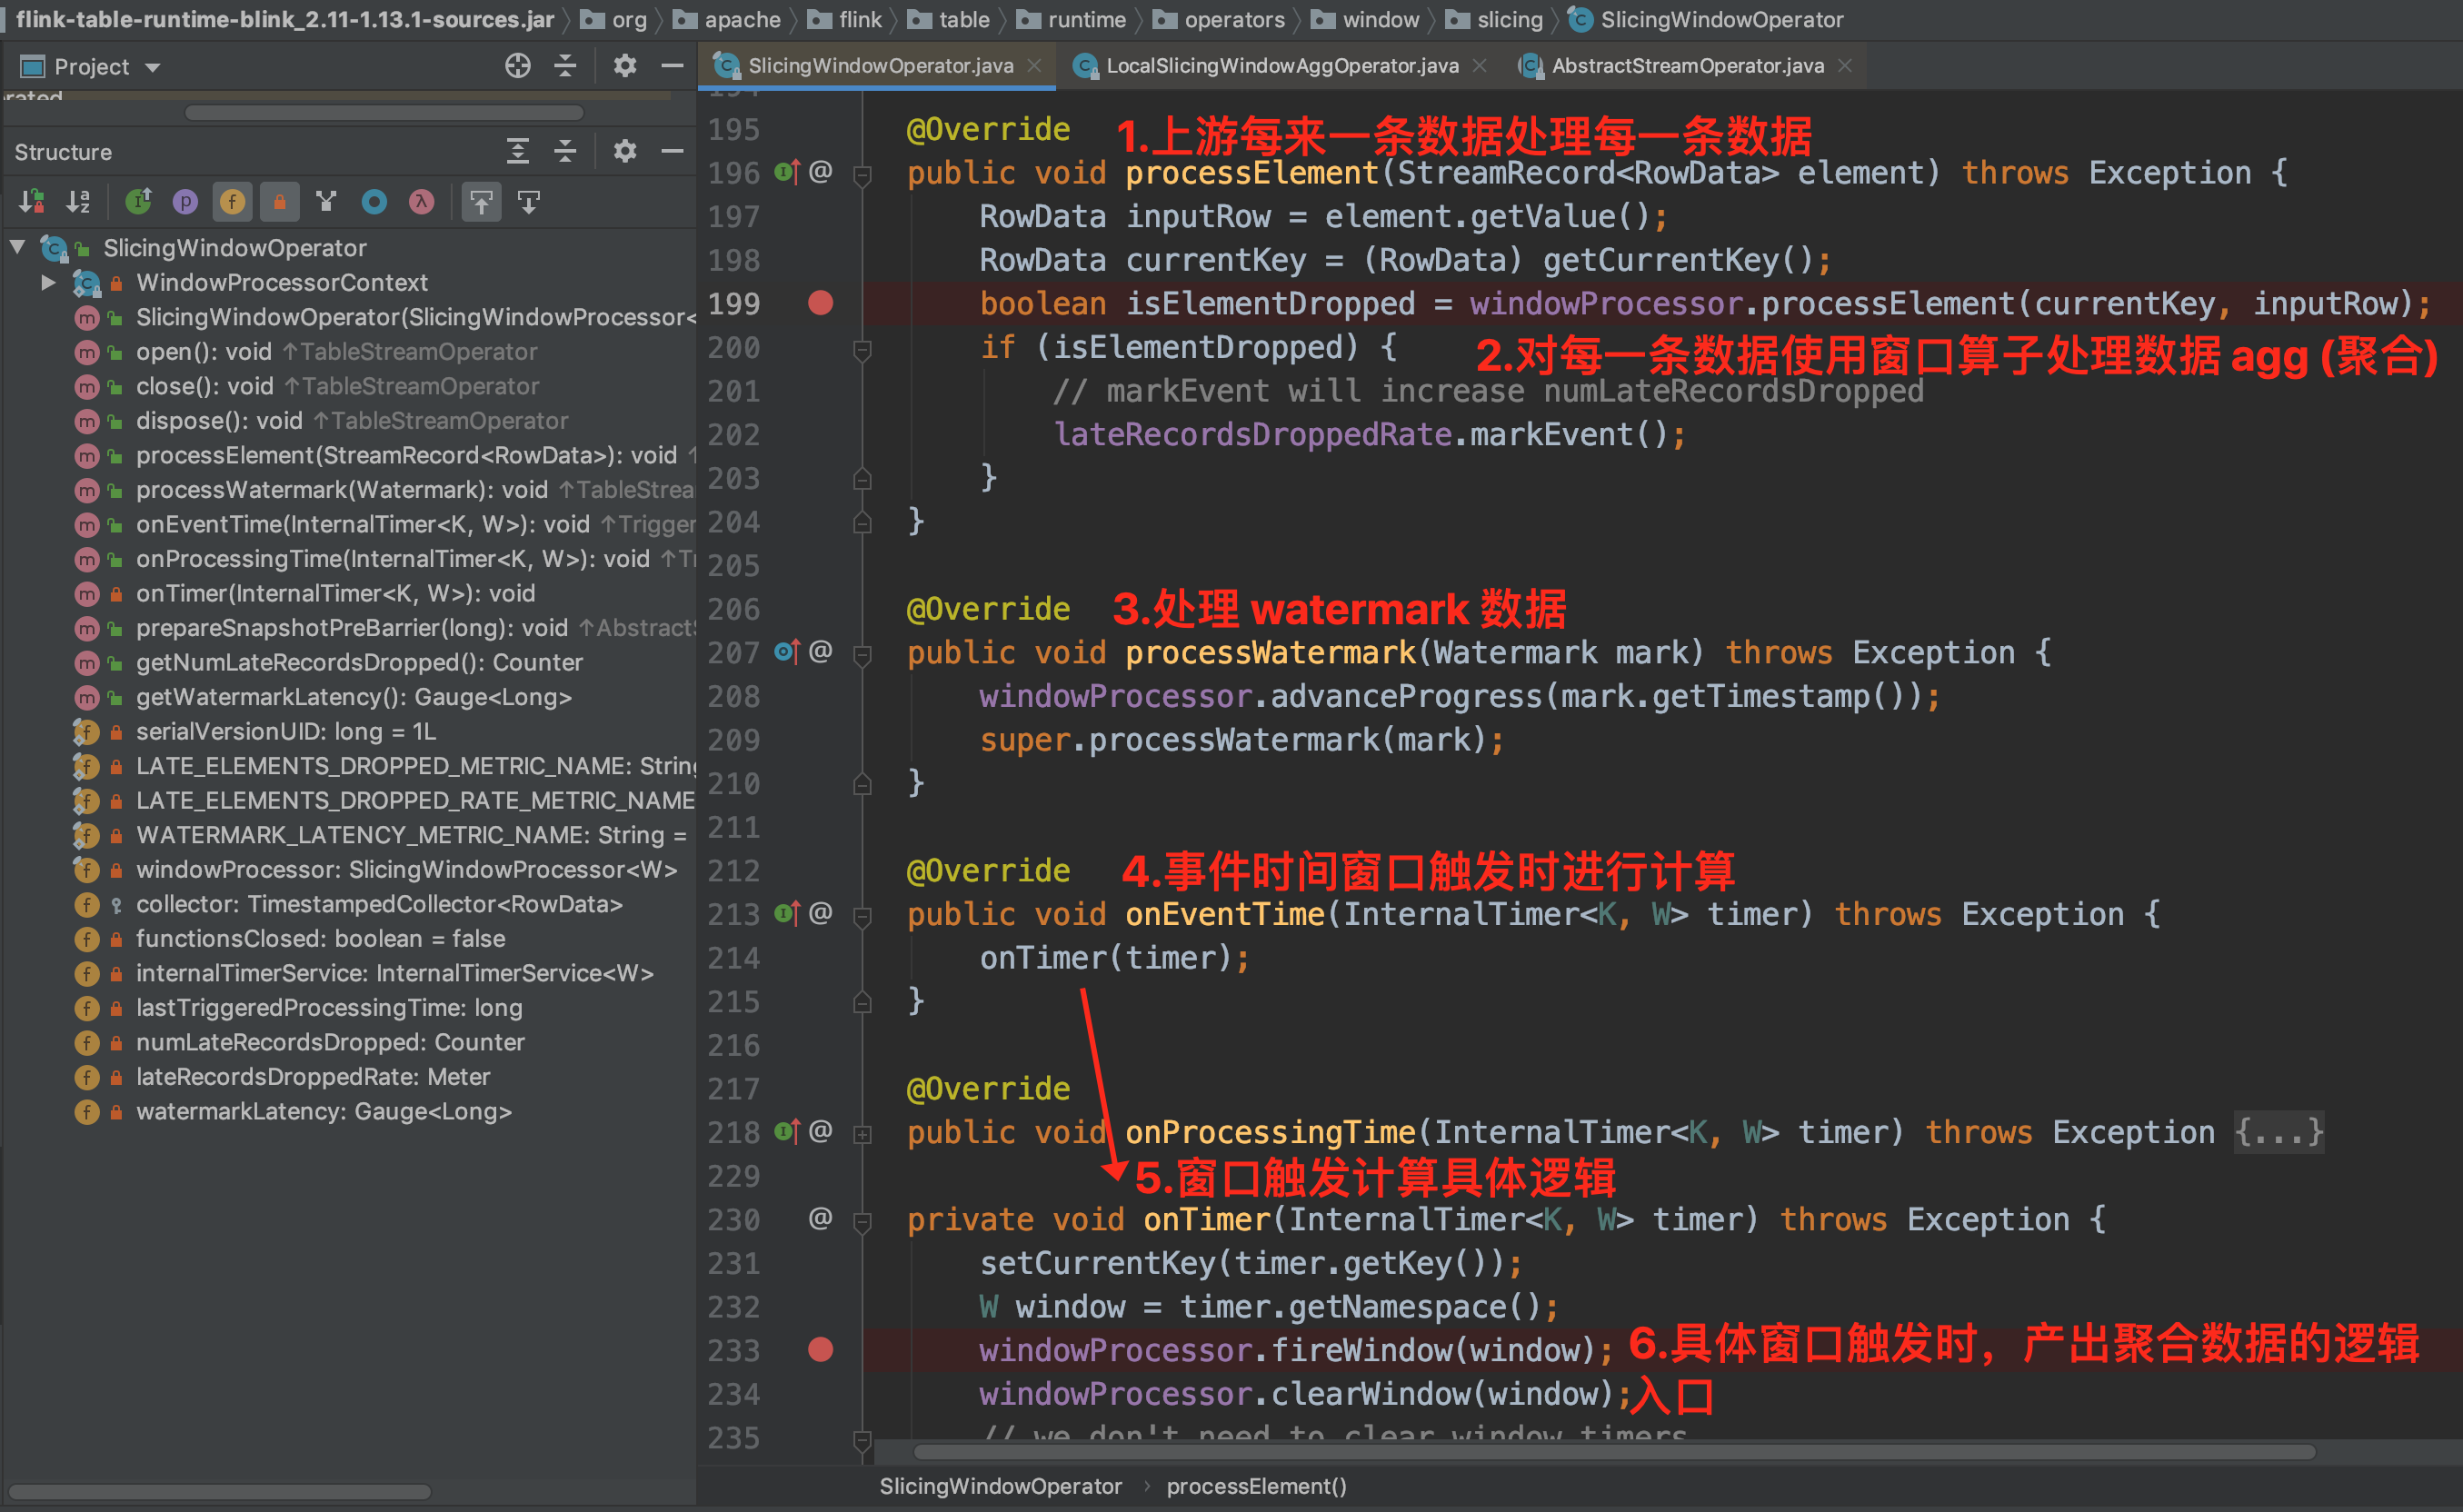 flink-table-runtime-blink_2.11-1.13.1-sources.jar org apache flink table runtime operators window slicing SlicingWindowOperator
Project
SlicingWindowOperator.java LocalSlicingWindowAggOperator.java AbstractStreamOperator.java
Structure
SlicingWindowOperator
WindowProcessorContext
SlicingWindowOperator(SlicingWindowProcessor<
open(): void ↑TableStreamOperator
close(): void ↑TableStreamOperator
dispose(): void ↑TableStreamOperator
processElement(StreamRecord<RowData>): void ↑
processWatermark(Watermark): void ↑TableStrea
onEventTime(InternalTimer<K, W>): void ↑Trigger
onProcessingTime(InternalTimer<K, W>): void ↑Tr
onTimer(InternalTimer<K, W>): void
prepareSnapshotPreBarrier(long): void ↑AbstractS
getNumLateRecordsDropped(): Counter
getWatermarkLatency(): Gauge<Long>
serialVersionUID: long = 1L
LATE_ELEMENTS_DROPPED_METRIC_NAME: String
LATE_ELEMENTS_DROPPED_RATE_METRIC_NAME
WATERMARK_LATENCY_METRIC_NAME: String =
windowProcessor: SlicingWindowProcessor<W>
collector: TimestampedCollector<RowData>
functionsClosed: boolean = false
internalTimerService: InternalTimerService<W>
lastTriggeredProcessingTime: long
numLateRecordsDropped: Counter
lateRecordsDroppedRate: Meter
watermarkLatency: Gauge<Long>
195 @Override 1.上游每来一条数据处理每一条数据
196 @ public void processElement(StreamRecord<RowData> element) throws Exception {
197 RowData inputRow = element.getValue();
198 RowData currentKey = (RowData) getCurrentKey();
199 boolean isElementDropped = windowProcessor.processElement(currentKey, inputRow);
200 if (isElementDropped) { 2.对每一条数据使用窗口算子处理数据 agg (聚合)
201 // markEvent will increase numLateRecordsDropped
202 lateRecordsDroppedRate.markEvent();
203 }
204 }
205
206 @Override 3.处理 watermark 数据
207 @ public void processWatermark(Watermark mark) throws Exception {
208 windowProcessor.advanceProgress(mark.getTimestamp());
209 super.processWatermark(mark);
210 }
211
212 @Override 4.事件时间窗口触发时进行计算
213 @ public void onEventTime(InternalTimer<K, W> timer) throws Exception {
214 onTimer(timer);
215 }
216
217 @Override
218 @ public void onProcessingTime(InternalTimer<K, W> timer) throws Exception {...}
229 5.窗口触发计算具体逻辑
230 @ private void onTimer(InternalTimer<K, W> timer) throws Exception {
231 setCurrentKey(timer.getKey());
232 W window = timer.getNamespace();
233 windowProcessor.fireWindow(window); 6.具体窗口触发时，产出聚合数据的逻辑
234 windowProcessor.clearWindow(window);入口
235 // we don't need to clear window timers
SlicingWindowOperator › processElement()